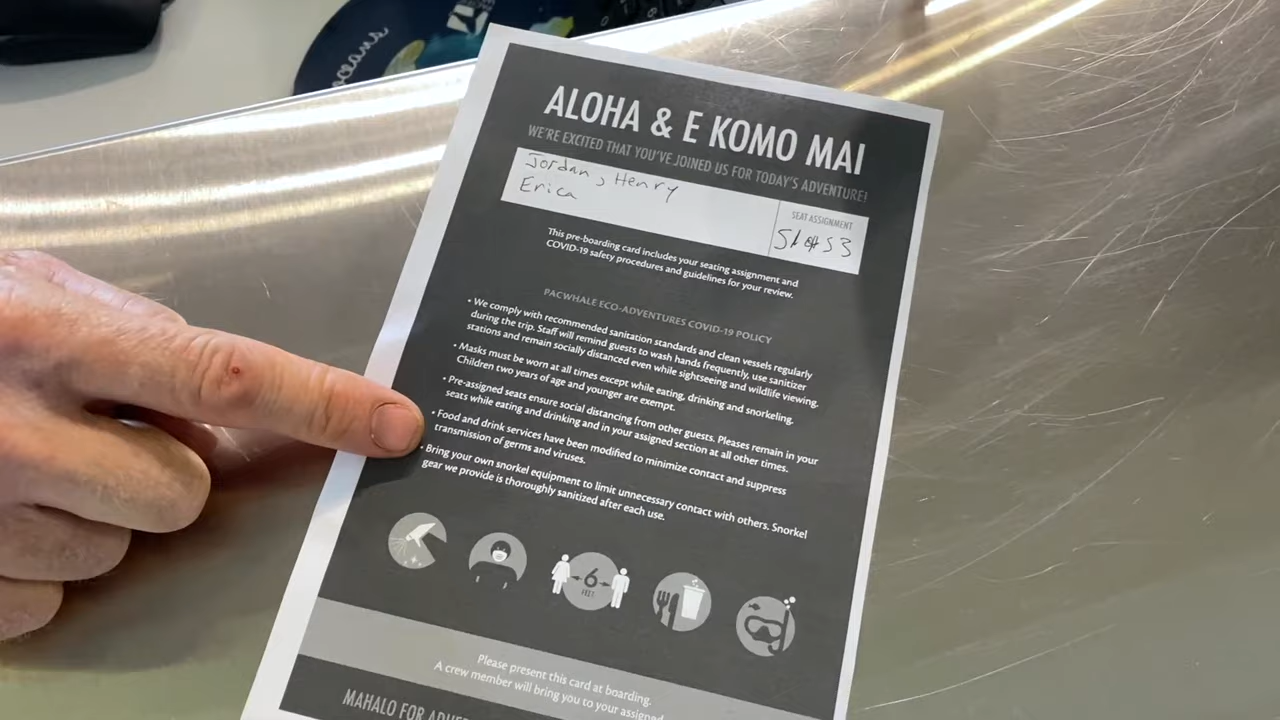 ALOHA & E KOMO MAI
WE'RE EXCITED THAT YOU'VE JOINED US FOR TODAY'S ADVENTURE!
Jordan, Henry
Erica
SEAT ASSIGNMENT
This pre-boarding card includes your seating assignment and
COVID-19 safety procedures and guidelines for your review.
PACWHALE ECO-ADVENTURES COVID-19 POLICY
• We comply with recommended sanitation standards and clean vessels regularly
during the trip. Staff will remind guests to wash hands frequently, use sanitizer
stations and remain socially distanced even while sightseeing and wildlife viewing.
• Masks must be worn at all times except while eating, drinking and snorkeling.
Children two years of age and younger are exempt.
• Pre-assigned seats ensure social distancing from other guests. Pleases remain in your
seats while eating and drinking and in your assigned section at all other times.
• Food and drink services have been modified to minimize contact and suppress
transmission of germs and viruses.
• Bring your own snorkel equipment to limit unnecessary contact with others. Snorkel
gear we provide is thoroughly sanitized after each use.
6
FEET
Please present this card at boarding.
A crew member will bring you to your assigned
MAHALO FOR